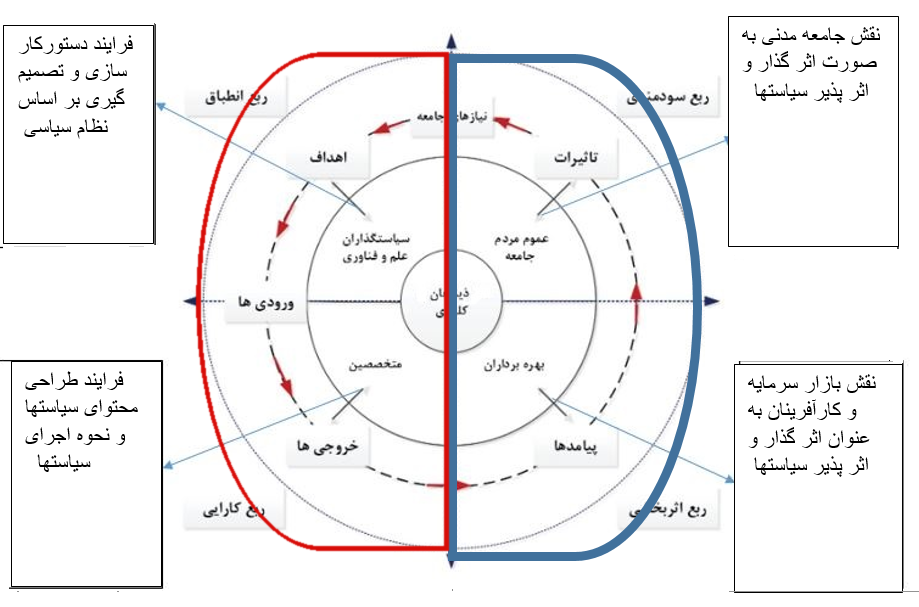 نقش جامعه مدنی به
صورت اثر گذار و
اثر پذیر سیاستها
فرایند دستورکار
سازی و تصمیم
گیری بر اساس
نظام سیاسی
ربع سودمندی
ربع انطباق
نیازهای جامعه
تاثیرات
اهداف
عموم مردم
جامعه
سیاستگذاران
علم و فناوری
ورودی ها
بهره برداران
متخصصین
پیامدها
خروجی ها
ربع کارایی
نقش بازار سرمایه
و کارآفرینان به
عنوان اثر گذار و
اثر پذیر سیاستها
فرایند طراحی
محتوای سیاستها
و نحوه اجرای
سیاستها
ربع